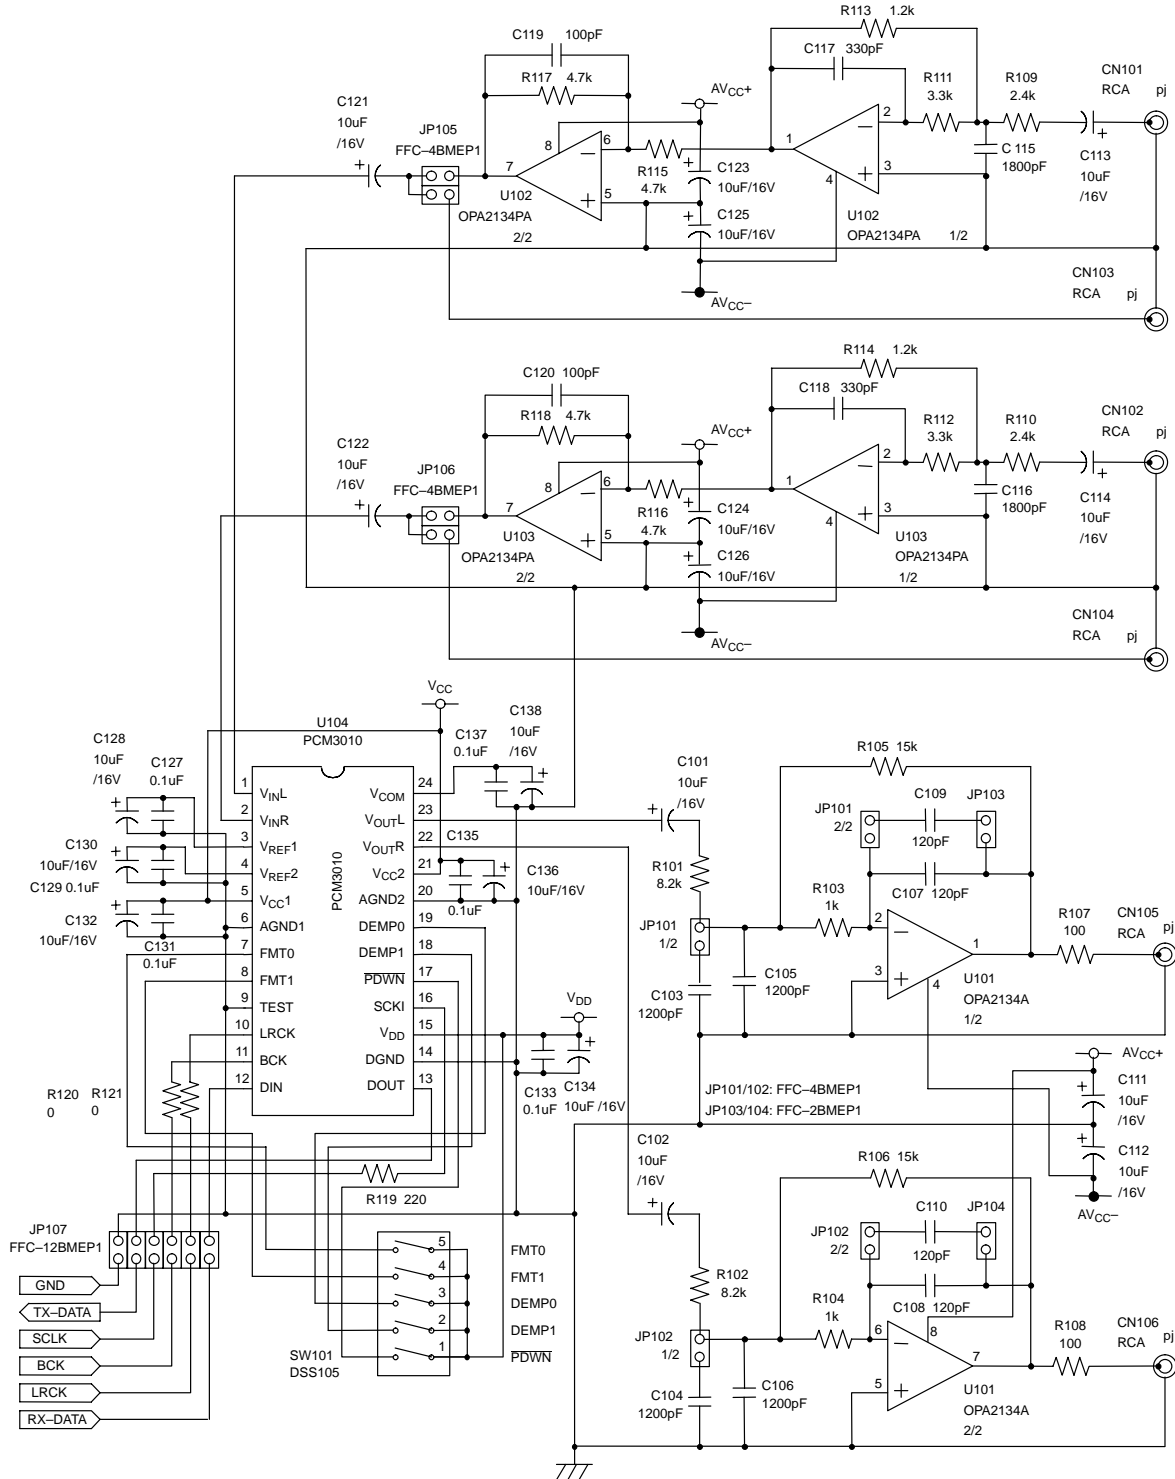 R113 1.2k
C119 100pF
C117 330pF
R117 4.7k
R111
3.3k
R109
2.4k
CN101
RCA pj
AVCC+
C121
10uF
/16V
JP105
FFC–4BMEP1
8
7
6
5
R115
4.7k
C123
10uF/16V
1
2
3
4
C 115
1800pF
C113
10uF
/16V
U102
OPA2134PA
2/2
C125
10uF/16V
U102
OPA2134PA 1/2
AVCC–
CN103
RCA pj
R114 1.2k
C120 100pF
C118 330pF
R118 4.7k
R112
3.3k
R110
2.4k
CN102
RCA pj
AVCC+
C122
10uF
/16V
JP106
FFC–4BMEP1
8
7
6
5
R116
4.7k
C124
10uF/16V
1
2
3
4
C116
1800pF
C114
10uF
/16V
U103
OPA2134PA
2/2
C126
10uF/16V
U103
OPA2134PA
1/2
AVCC–
CN104
RCA pj
VCC
U104
PCM3010
C137
0.1uF
C138
10uF
/16V
C128
10uF
/16V
C127
0.1uF
C130
10uF/16V
C129 0.1uF
C132
10uF/16V
C131
0.1uF
PCM3010
1 VINL
2 VINR
3 VREF1
4 VREF2
5 VCC1
6 AGND1
7 FMT0
8 FMT1
9 TEST
10 LRCK
11 BCK
12 DIN
VCOM 24
VOUTL 23
VOUTR 22
VCC2 21
AGND2 20
DEMP0 19
DEMP1 18
PDWN 17
SCKI 16
VDD 15
DGND 14
DOUT 13
C135
0.1uF
C136
10uF/16V
VDD
C133
0.1uF
C134
10uF /16V
C101
10uF
/16V
R101
8.2k
R105 15k
JP101
2/2
C109
120pF
JP103
C107 120pF
R103
1k
JP101
1/2
C103
1200pF
C105
1200pF
2
3
1
4
U101
OPA2134A
1/2
R107
100
CN105
RCA pj
JP101/102: FFC–4BMEP1
JP103/104: FFC–2BMEP1
AVCC+
C111
10uF
/16V
C112
10uF
/16V
AVCC–
R120
0
R121
0
R119 220
C102
10uF
/16V
R102
8.2k
R106 15k
JP102
2/2
C110
120pF
JP104
C108 120pF
R104
1k
JP102
1/2
C104
1200pF
C106
1200pF
6
5
7
8
U101
OPA2134A
2/2
R108
100
CN106
RCA pj
JP107
FFC–12BMEP1
GND
TX–DATA
SCLK
BCK
LRCK
RX–DATA
5 FMT0
4 FMT1
3 DEMP0
2 DEMP1
1 PDWN
SW101
DSS105